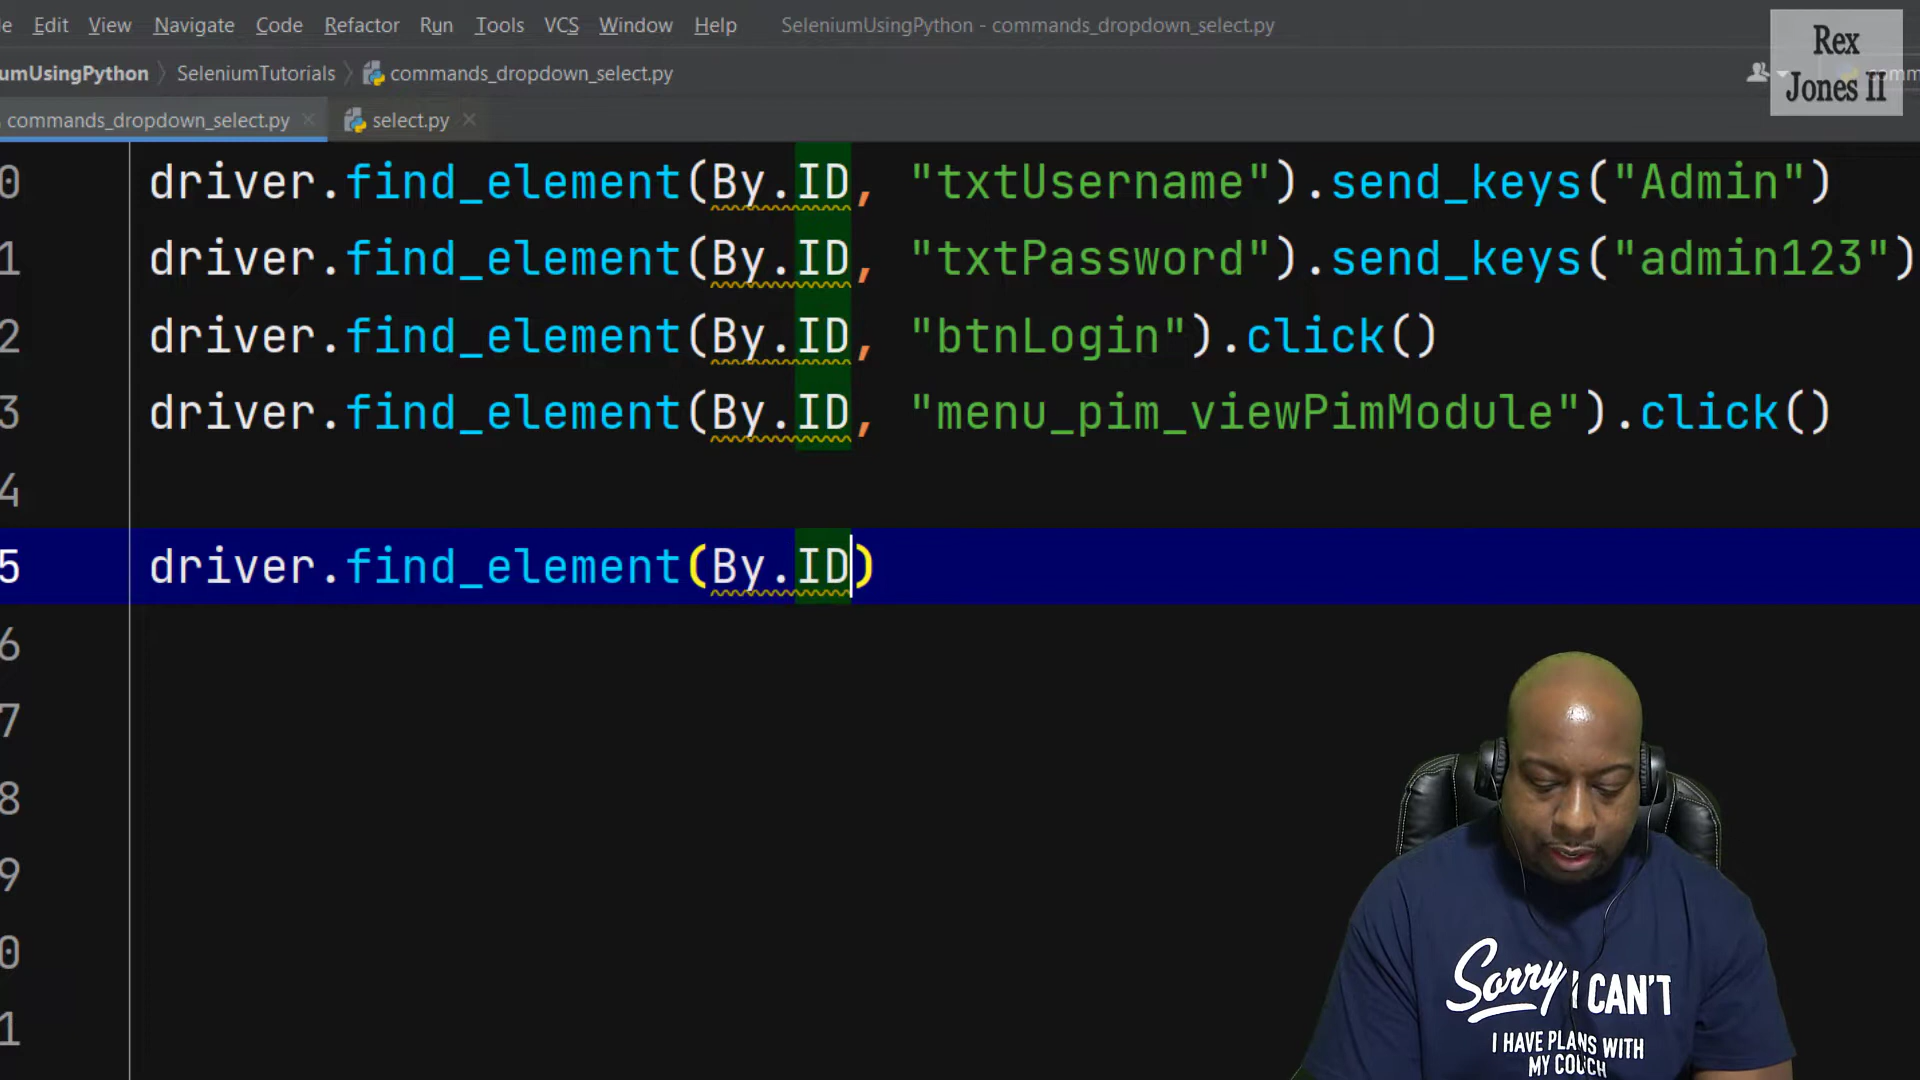 Edit View Navigate Code Refactor Run Tools VCS Window Help SeleniumUsingPython - commands_dropdown_select.py
Rex
Jones II
umUsingPython SeleniumTutorials commands_dropdown_select.py
commands_dropdown_select.py select.py
0 driver.find_element(By.ID, "txtUsername").send_keys("Admin")
1 driver.find_element(By.ID, "txtPassword").send_keys("admin123")
2 driver.find_element(By.ID, "btnLogin").click()
3 driver.find_element(By.ID, "menu_pim_viewPimModule").click()
4
5 driver.find_element(By.ID)
6
7
8
9
0
1
Sorry I CAN'T
I HAVE PLANS WITH
MY COUCH